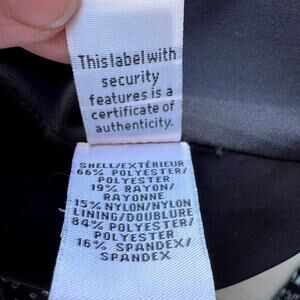 This label with
security
features is a
certificate of
authenticity.
SHELL/EXTÉRIEUR
66% POLYESTER/
POLYESTER
19% RAYON/
RAYONNE
15% NYLON/NYLON
LINING/DOUBLURE
84% POLYESTER/
POLYESTER
16% SPANDEX/
SPANDEX